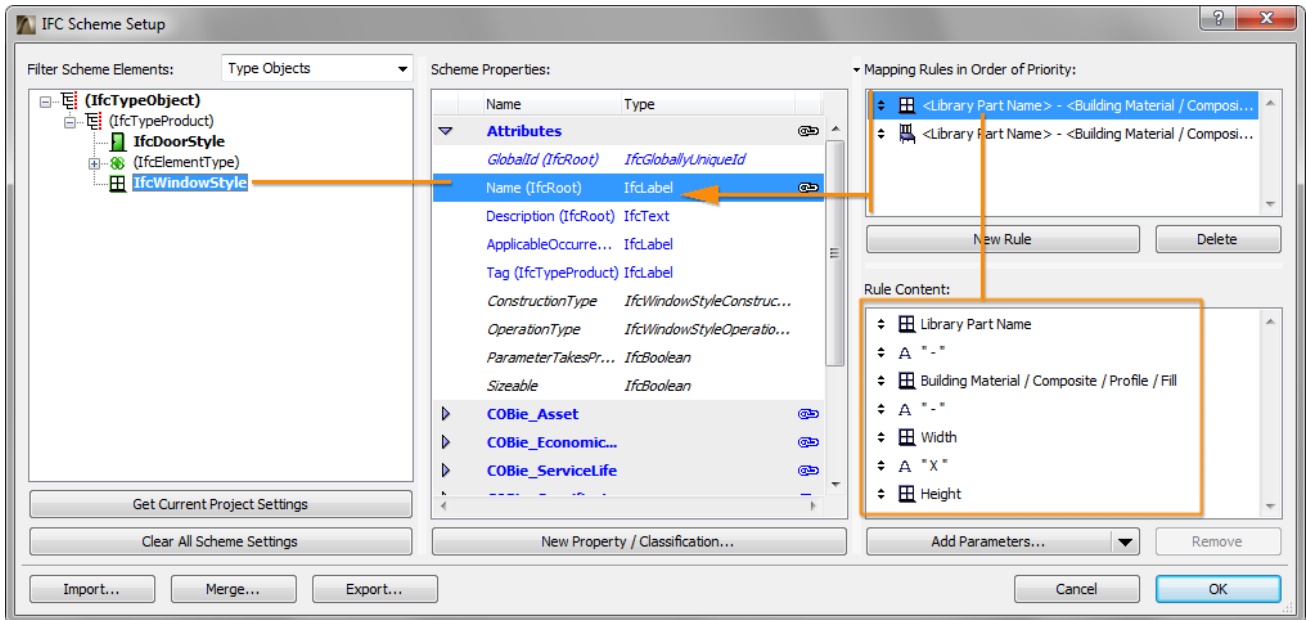 IFC Scheme Setup
?
X
Filter Scheme Elements:
Type Objects
(IfcTypeObject)
(IfcTypeProduct)
IfcDoorStyle
(IfcElementType)
IfcWindowStyle
Get Current Project Settings
Clear All Scheme Settings
Scheme Properties:
Name Type
Attributes
GlobalId (IfcRoot) IfcGloballyUniqueId
Name (IfcRoot) IfcLabel
Description (IfcRoot) IfcText
ApplicableOccurre... IfcLabel
Tag (IfcTypeProduct) IfcLabel
ConstructionType IfcWindowStyleConstruc...
OperationType IfcWindowStyleOperatio...
ParameterTakesPr... IfcBoolean
Sizeable IfcBoolean
COBie_Asset
COBie_Economic...
COBie_ServiceLife
New Property / Classification...
Mapping Rules in Order of Priority:
<Library Part Name> - <Building Material / Composi...
<Library Part Name> - <Building Material / Composi...
New Rule
Delete
Rule Content:
Library Part Name
A "-"
Building Material / Composite / Profile / Fill
A "-"
Width
A "X"
Height
Add Parameters...
Remove
Import...
Merge...
Export...
Cancel
OK